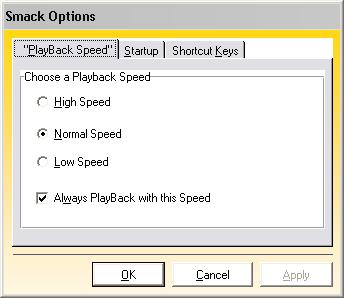 Smack Options
"PlayBack Speed" Startup Shortcut Keys
Choose a Playback Speed
High Speed
Normal Speed
Low Speed
Always PlayBack with this Speed
OK Cancel Apply